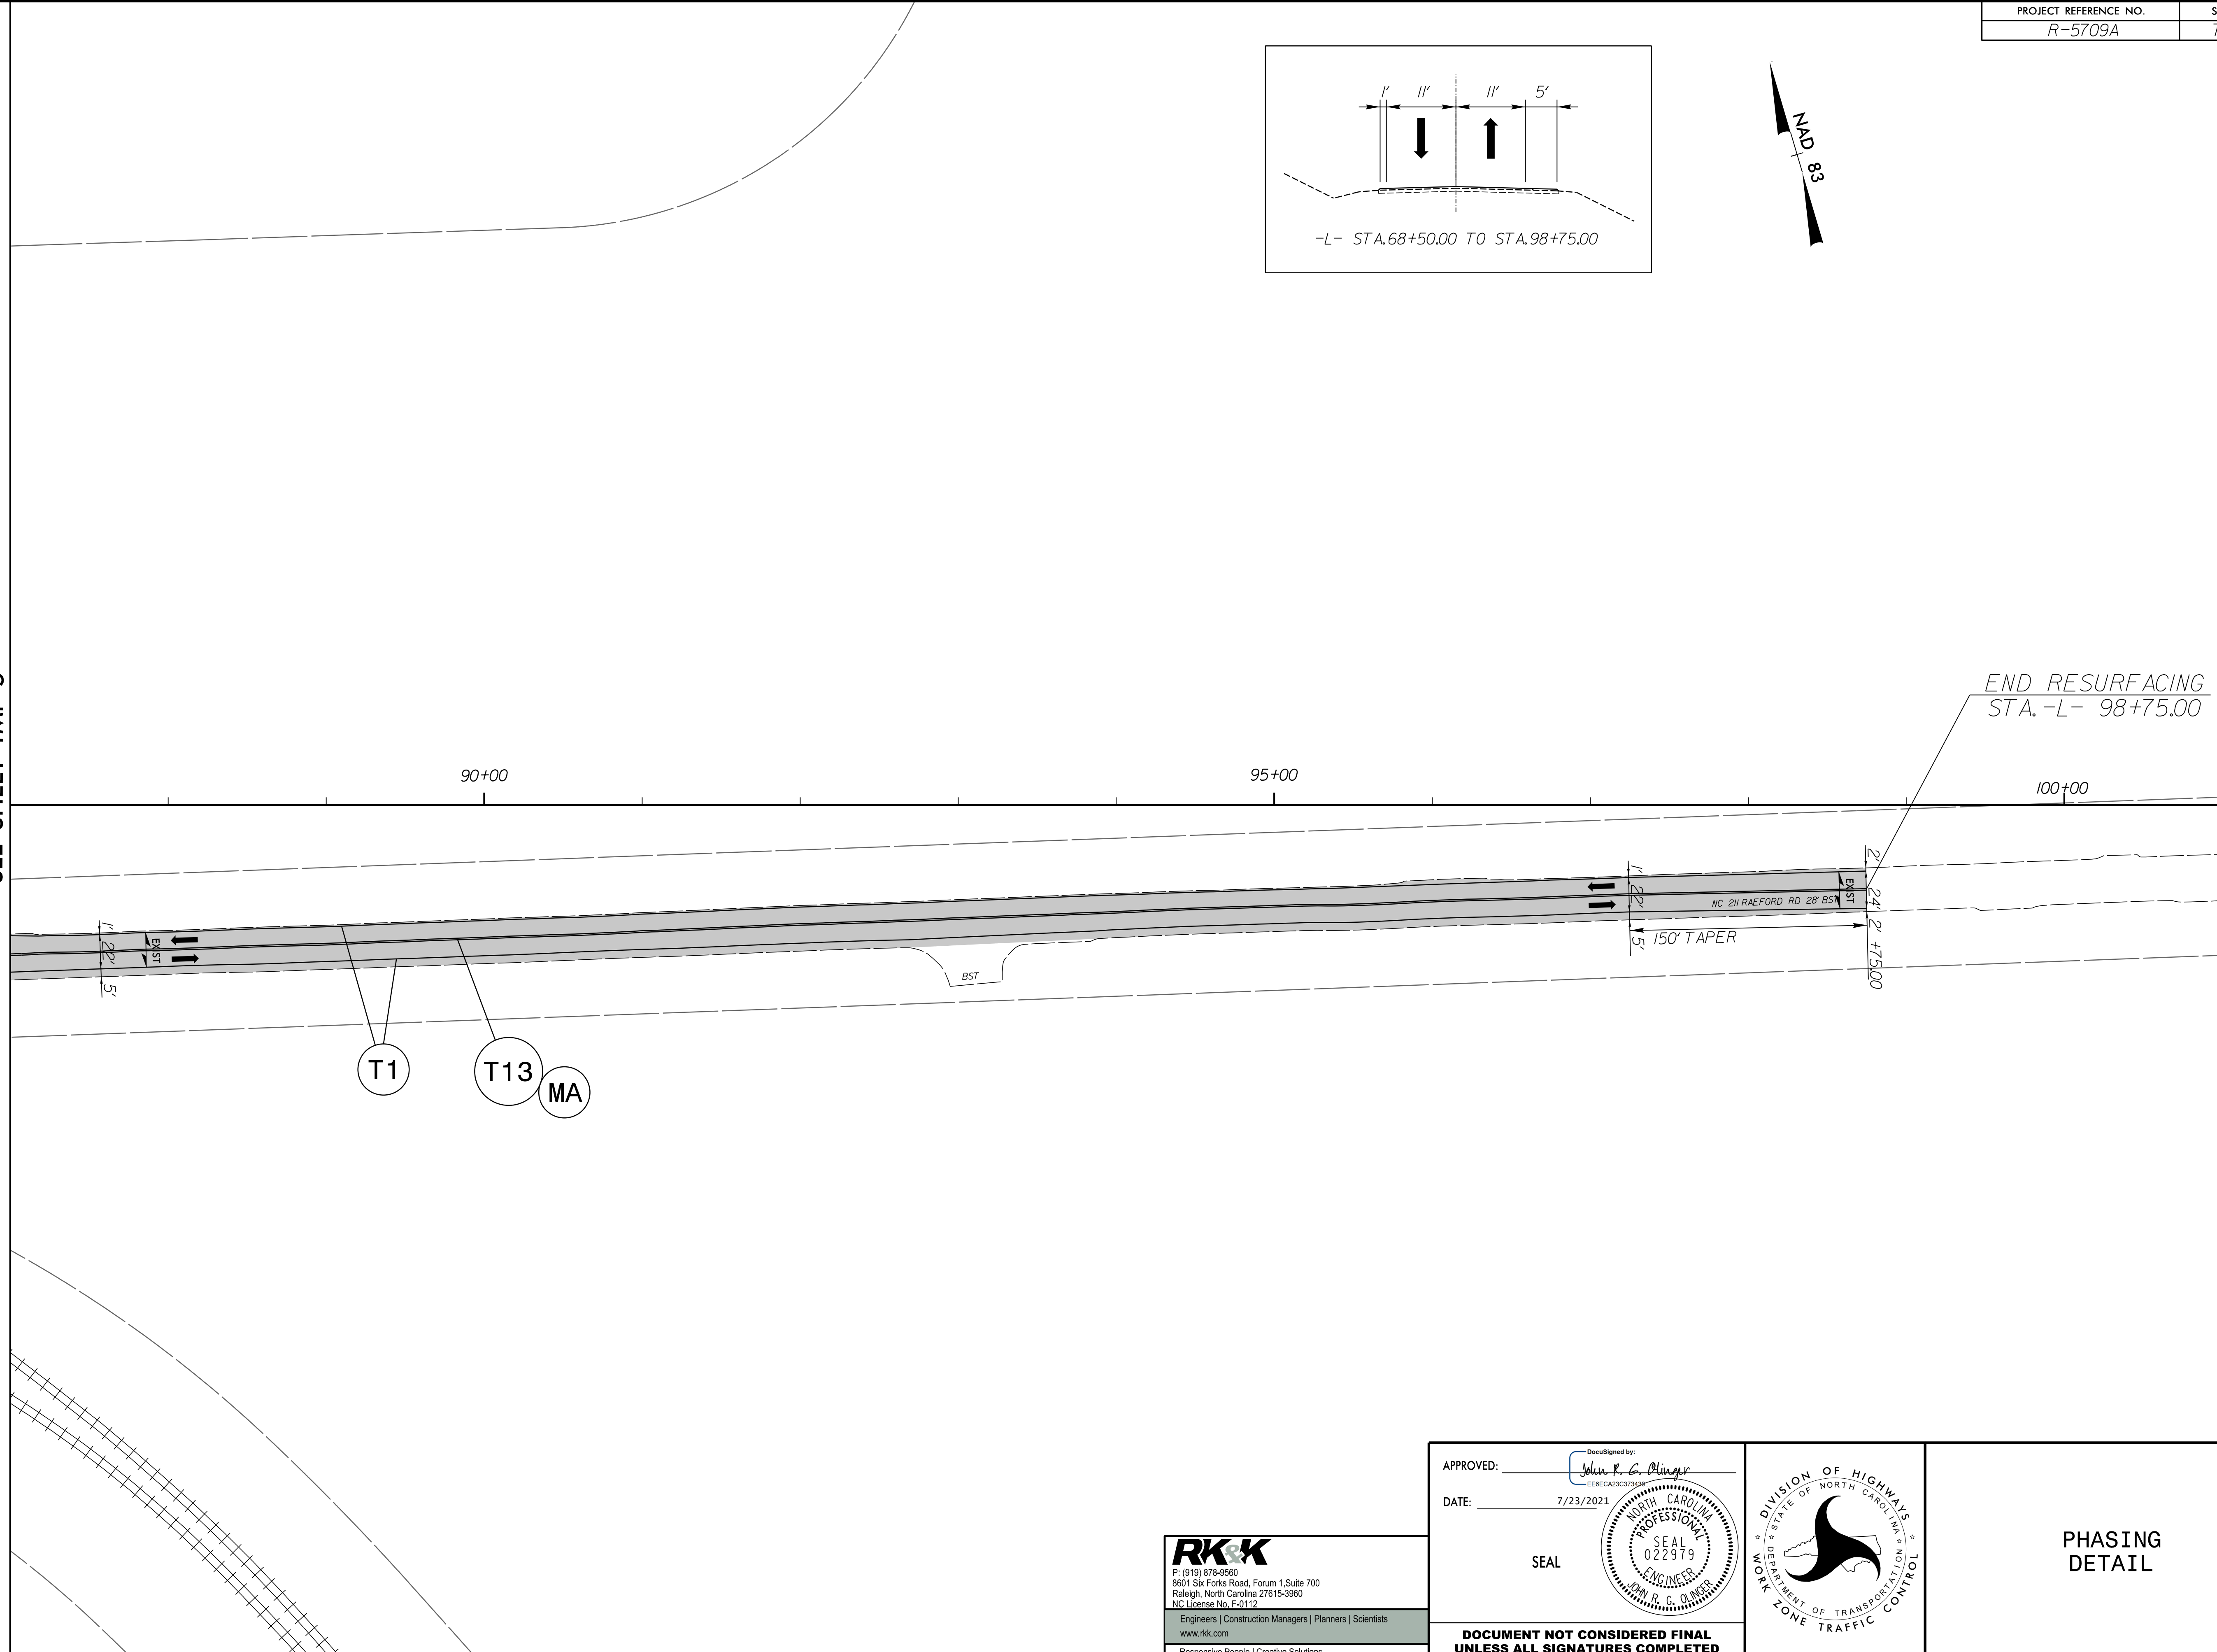 PROJECT REFERENCE NO.
R-5709A
1' 11' 11' 5'
-L- STA.68+50.00 TO STA.98+75.00
NAD 83
END RESURFACING
STA.-L- 98+75.00
90+00 95+00 100+00
1' 22' 5'
EXIST
1' 22' 5'
150' TAPER
NC 211 RAEFORD RD 28' BST
EXIST
2' 24' 2' +75.00
BST
T1
T13
MA
APPROVED:
DocuSigned by:
John R. G. Olinger
DATE: 7/23/2021
SEAL
NORTH CAROLINA
PROFESSIONAL
SEAL
022979
ENGINEER
JOHN R. G. OLINGER
DOCUMENT NOT CONSIDERED FINAL
UNLESS ALL SIGNATURES COMPLETED
RK&K
P: (919) 878-9560
8601 Six Forks Road, Forum 1,Suite 700
Raleigh, North Carolina 27615-3960
NC License No. F-0112
Engineers | Construction Managers | Planners | Scientists
www.rkk.com
Responsive People | Creative Solutions
DIVISION OF HIGHWAYS
STATE OF NORTH CAROLINA
DEPARTMENT OF TRANSPORTATION
WORK ZONE TRAFFIC CONTROL
PHASING
DETAIL